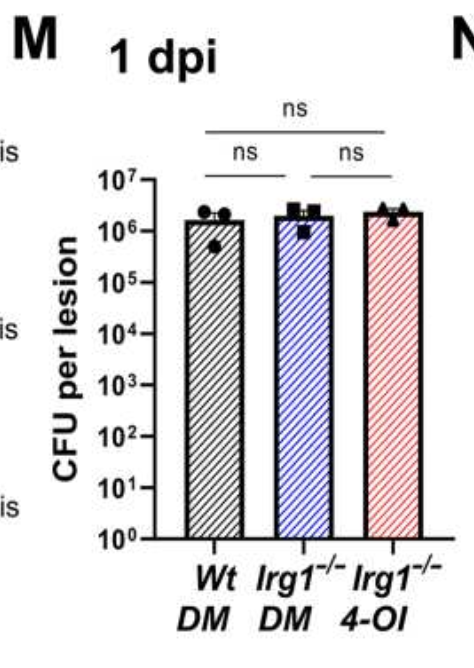 M 1 dpi
ns
is
ns ns
10⁷
10⁶
10⁵
is
10⁴
10³
10²
10¹
is
10⁰
CFU per lesion
Wt Irg1⁻/⁻ Irg1⁻/⁻
DM DM 4-OI